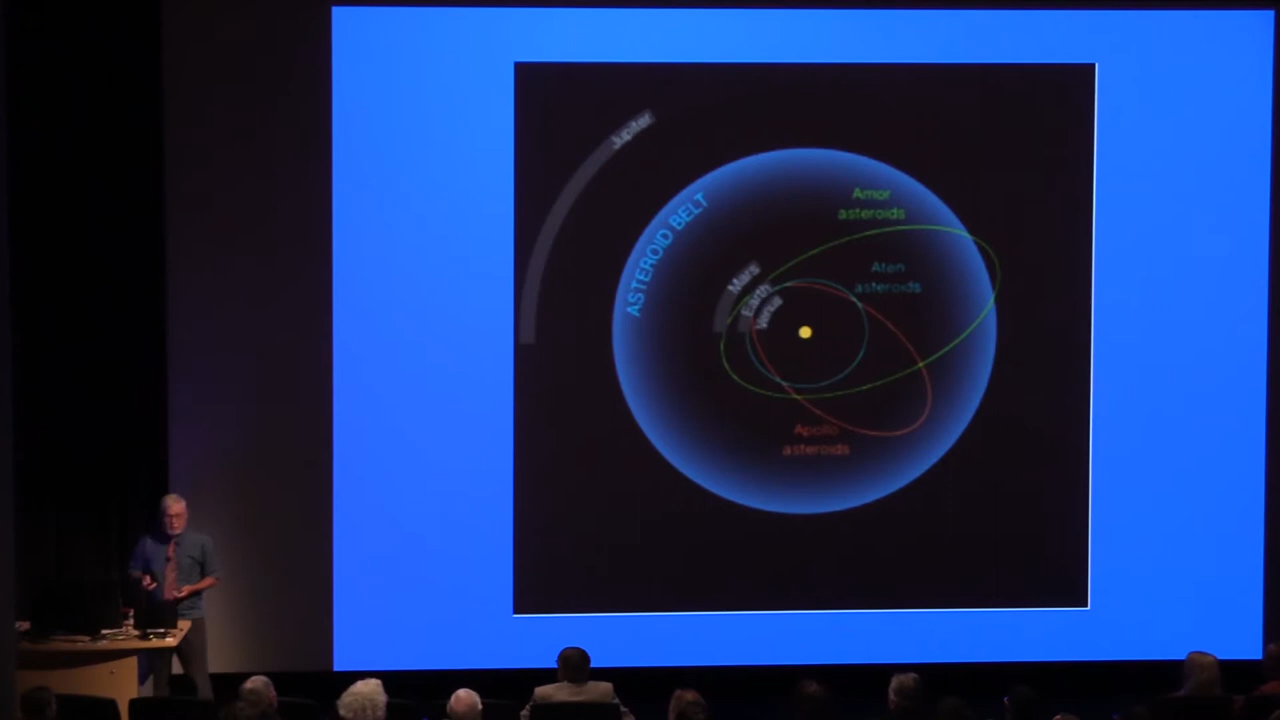 Jupiter
ASTEROID BELT
Amor
asteroids
Mars
Earth
Venus
Aten
asteroids
Apollo
asteroids